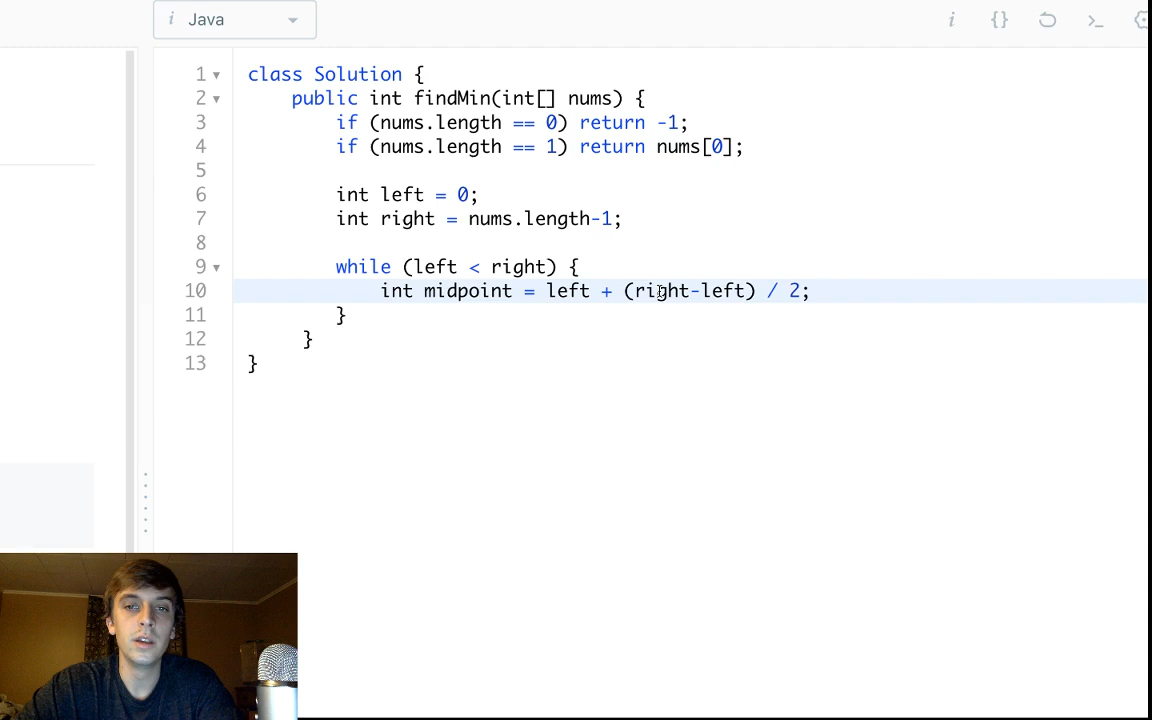 i Java
i {} >_
1 class Solution {
2 public int findMin(int[] nums) {
3 if (nums.length == 0) return -1;
4 if (nums.length == 1) return nums[0];
5
6 int left = 0;
7 int right = nums.length-1;
8
9 while (left < right) {
10 int midpoint = left + (right-left) / 2;
11 }
12 }
13 }